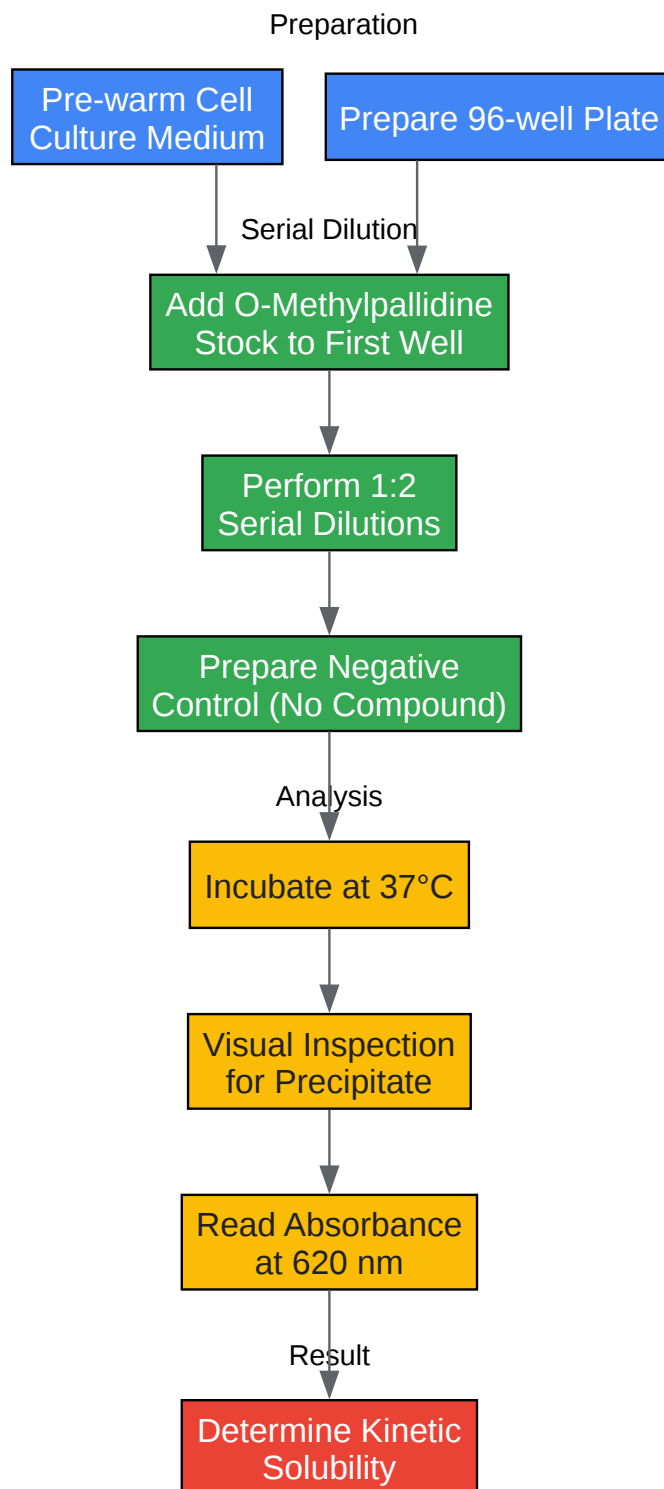 Preparation
Pre-warm Cell
Culture Medium
Prepare 96-well Plate
Serial Dilution
Add O-Methylpallidine
Stock to First Well
Perform 1:2
Serial Dilutions
Prepare Negative
Control (No Compound)
Analysis
Incubate at 37°C
Visual Inspection
for Precipitate
Read Absorbance
at 620 nm
Result
Determine Kinetic
Solubility